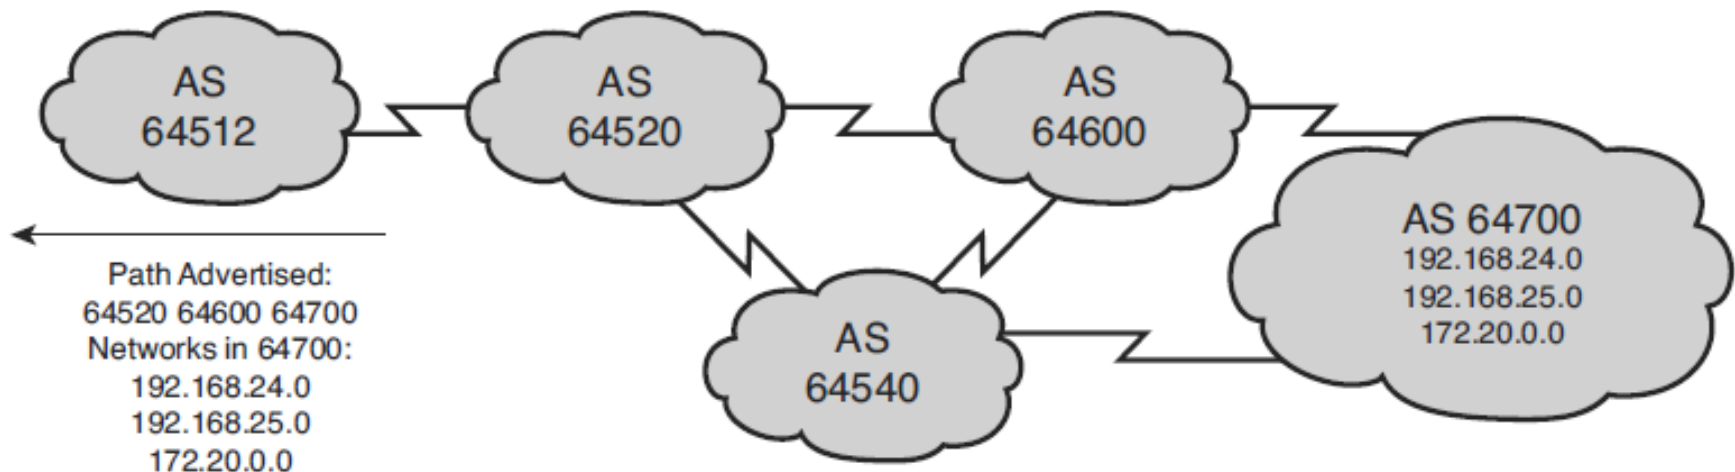 AS
64512
AS
64520
AS
64600
AS 64700
192.168.24.0
192.168.25.0
172.20.0.0
AS
64540
Path Advertised:
64520 64600 64700
Networks in 64700:
192.168.24.0
192.168.25.0
172.20.0.0